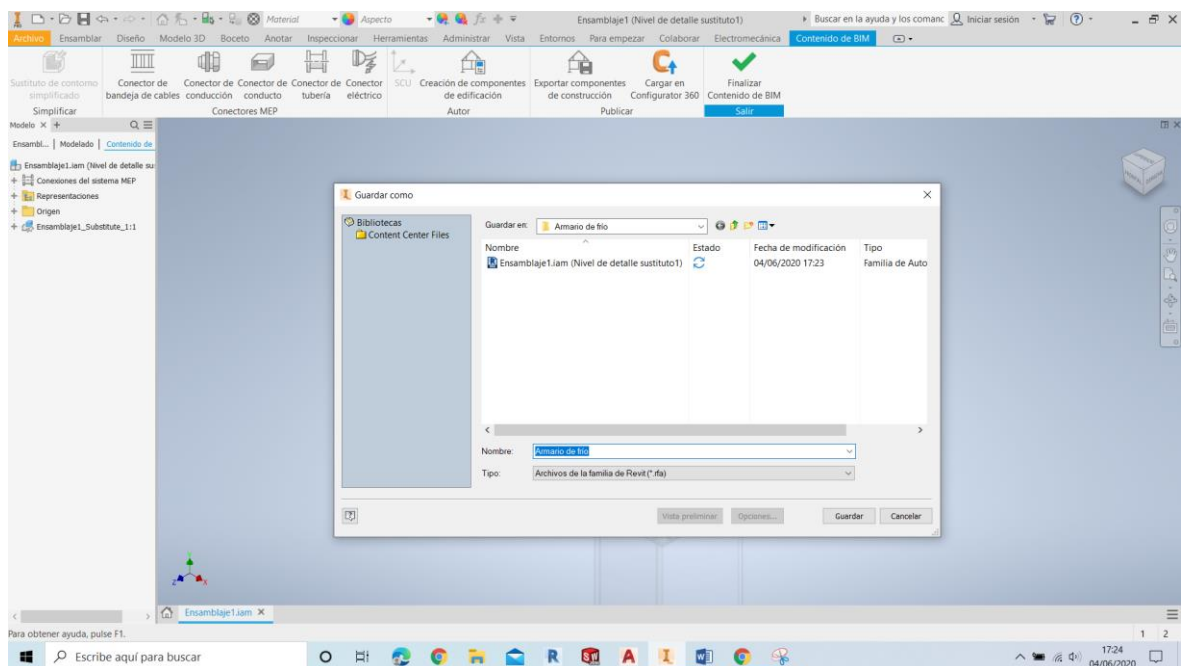 Material
Aspecto
fx
Ensamblaje1 (Nivel de detalle sustituto1)
Buscar en la ayuda y los comanc
Iniciar sesión
Archivo Ensamblar Diseño Modelo 3D Boceto Anotar Inspeccionar Herramientas Administrar Vista Entornos Para empezar Colaborar Electromecánica Contenido de BIM
Sustituto de contorno simplificado
Conector de bandeja de cables
Conector de conducción
Conector de conducto
Conector de tubería
Conector eléctrico
SCU
Creación de componentes de edificación
Exportar componentes de construcción
Cargar en Configurator 360
Finalizar Contenido de BIM
Simplificar Conectores MEP Autor Publicar Salir
Modelo × +
Ensambl... | Modelado | Contenido de
Ensamblaje1.iam (Nivel de detalle su
+ Conexiones del sistema MEP
+ Representaciones
+ Origen
+ Ensamblaje1_Substitute_1:1
Guardar como
Bibliotecas
Content Center Files
Guardar en: Armario de frío
Nombre Estado Fecha de modificación Tipo
Ensamblaje1.iam (Nivel de detalle sustituto1) 04/06/2020 17:23 Familia de Auto
Nombre: Armario de frío
Tipo: Archivos de la familia de Revit (*.rfa)
Vista preliminar Opciones... Guardar Cancelar
Z X
Ensamblaje1.iam ×
Para obtener ayuda, pulse F1.
1 2
Escribe aquí para buscar
17:24
04/06/2020